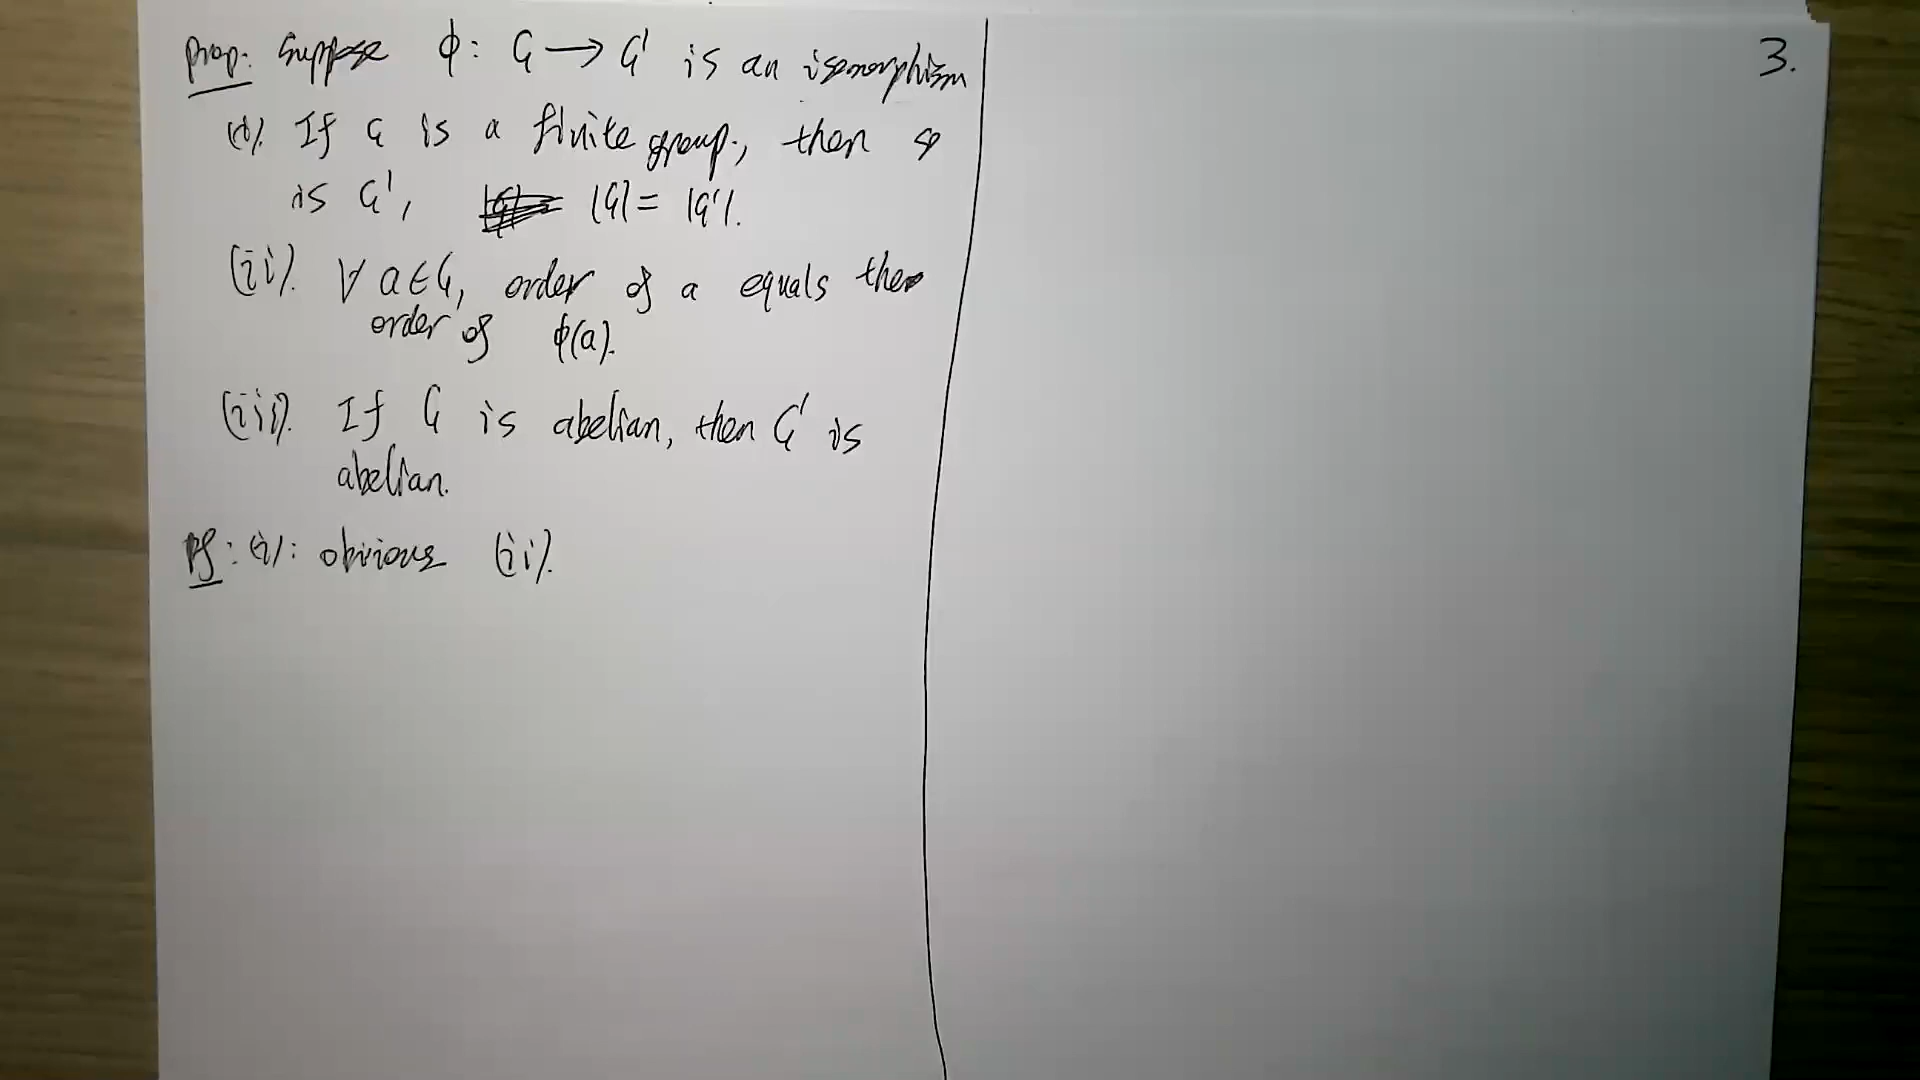 Prop: Suppose φ: G → G' is an isomorphism
(i). If G is a finite group, then so
is G', |G| = |G'|.
(ii). ∀ a ∈ G, order of a equals the
order of φ(a).
(iii). If G is abelian, then G' is
abelian.
Pf: (i): obvious (ii).
3.